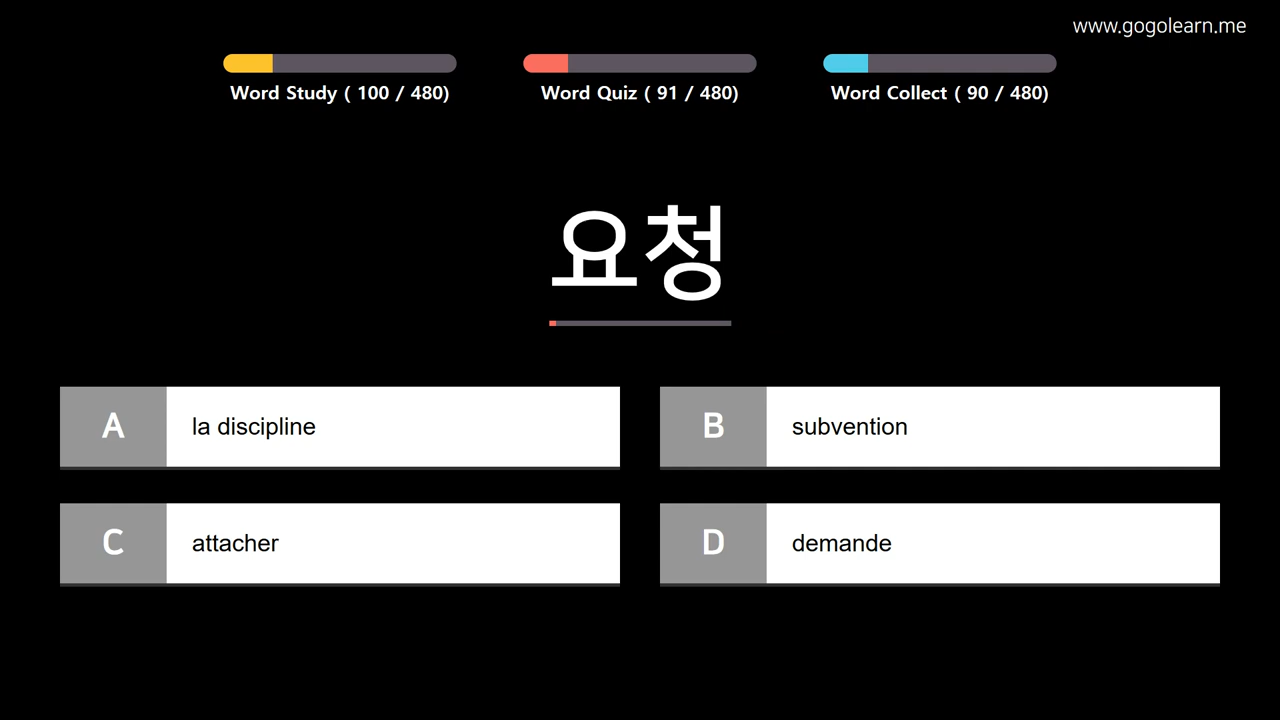 www.gogolearn.me
Word Study ( 100 / 480)
Word Quiz ( 91 / 480)
Word Collect ( 90 / 480)
요청
A
la discipline
B
subvention
C
attacher
D
demande